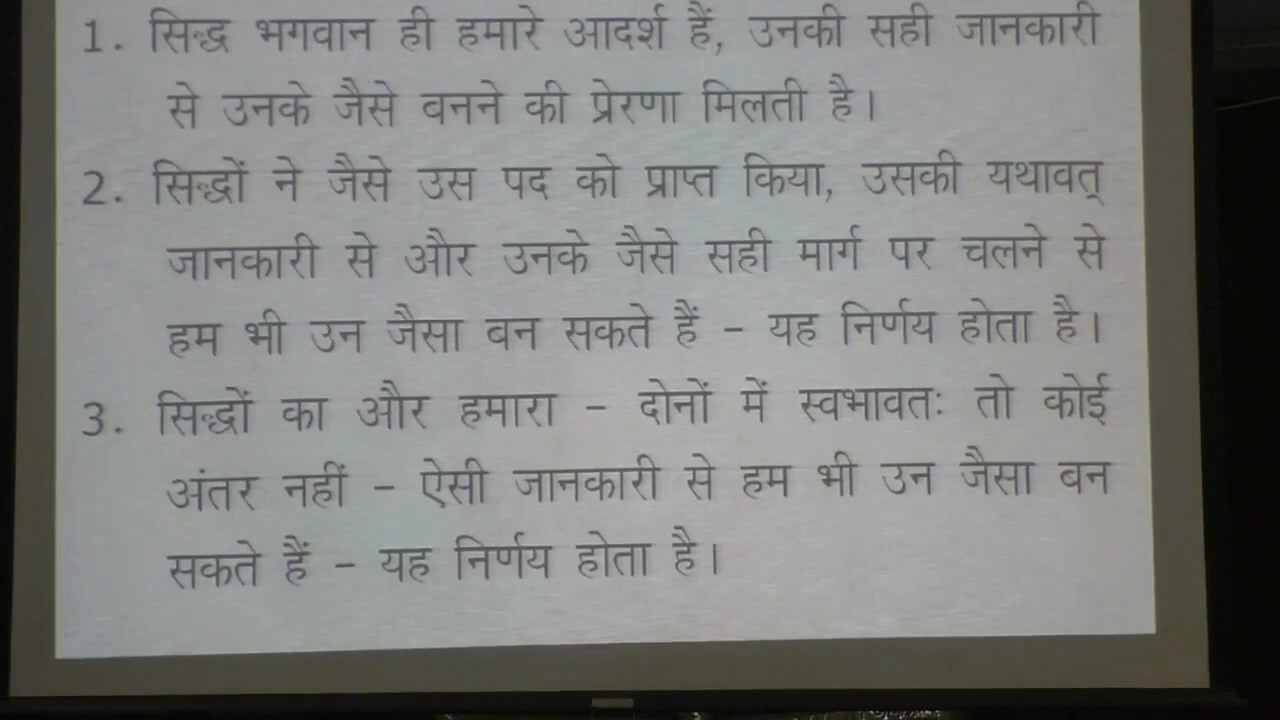 1. सिद्ध भगवान ही हमारे आदर्श हैं, उनकी सही जानकारी
से उनके जैसे बनने की प्रेरणा मिलती है।
2. सिद्धों ने जैसे उस पद को प्राप्त किया, उसकी यथावत्
जानकारी से और उनके जैसे सही मार्ग पर चलने से
हम भी उन जैसा बन सकते हैं – यह निर्णय होता है।
3. सिद्धों का और हमारा – दोनों में स्वभावतः तो कोई
अंतर नहीं – ऐसी जानकारी से हम भी उन जैसा बन
सकते हैं – यह निर्णय होता है।